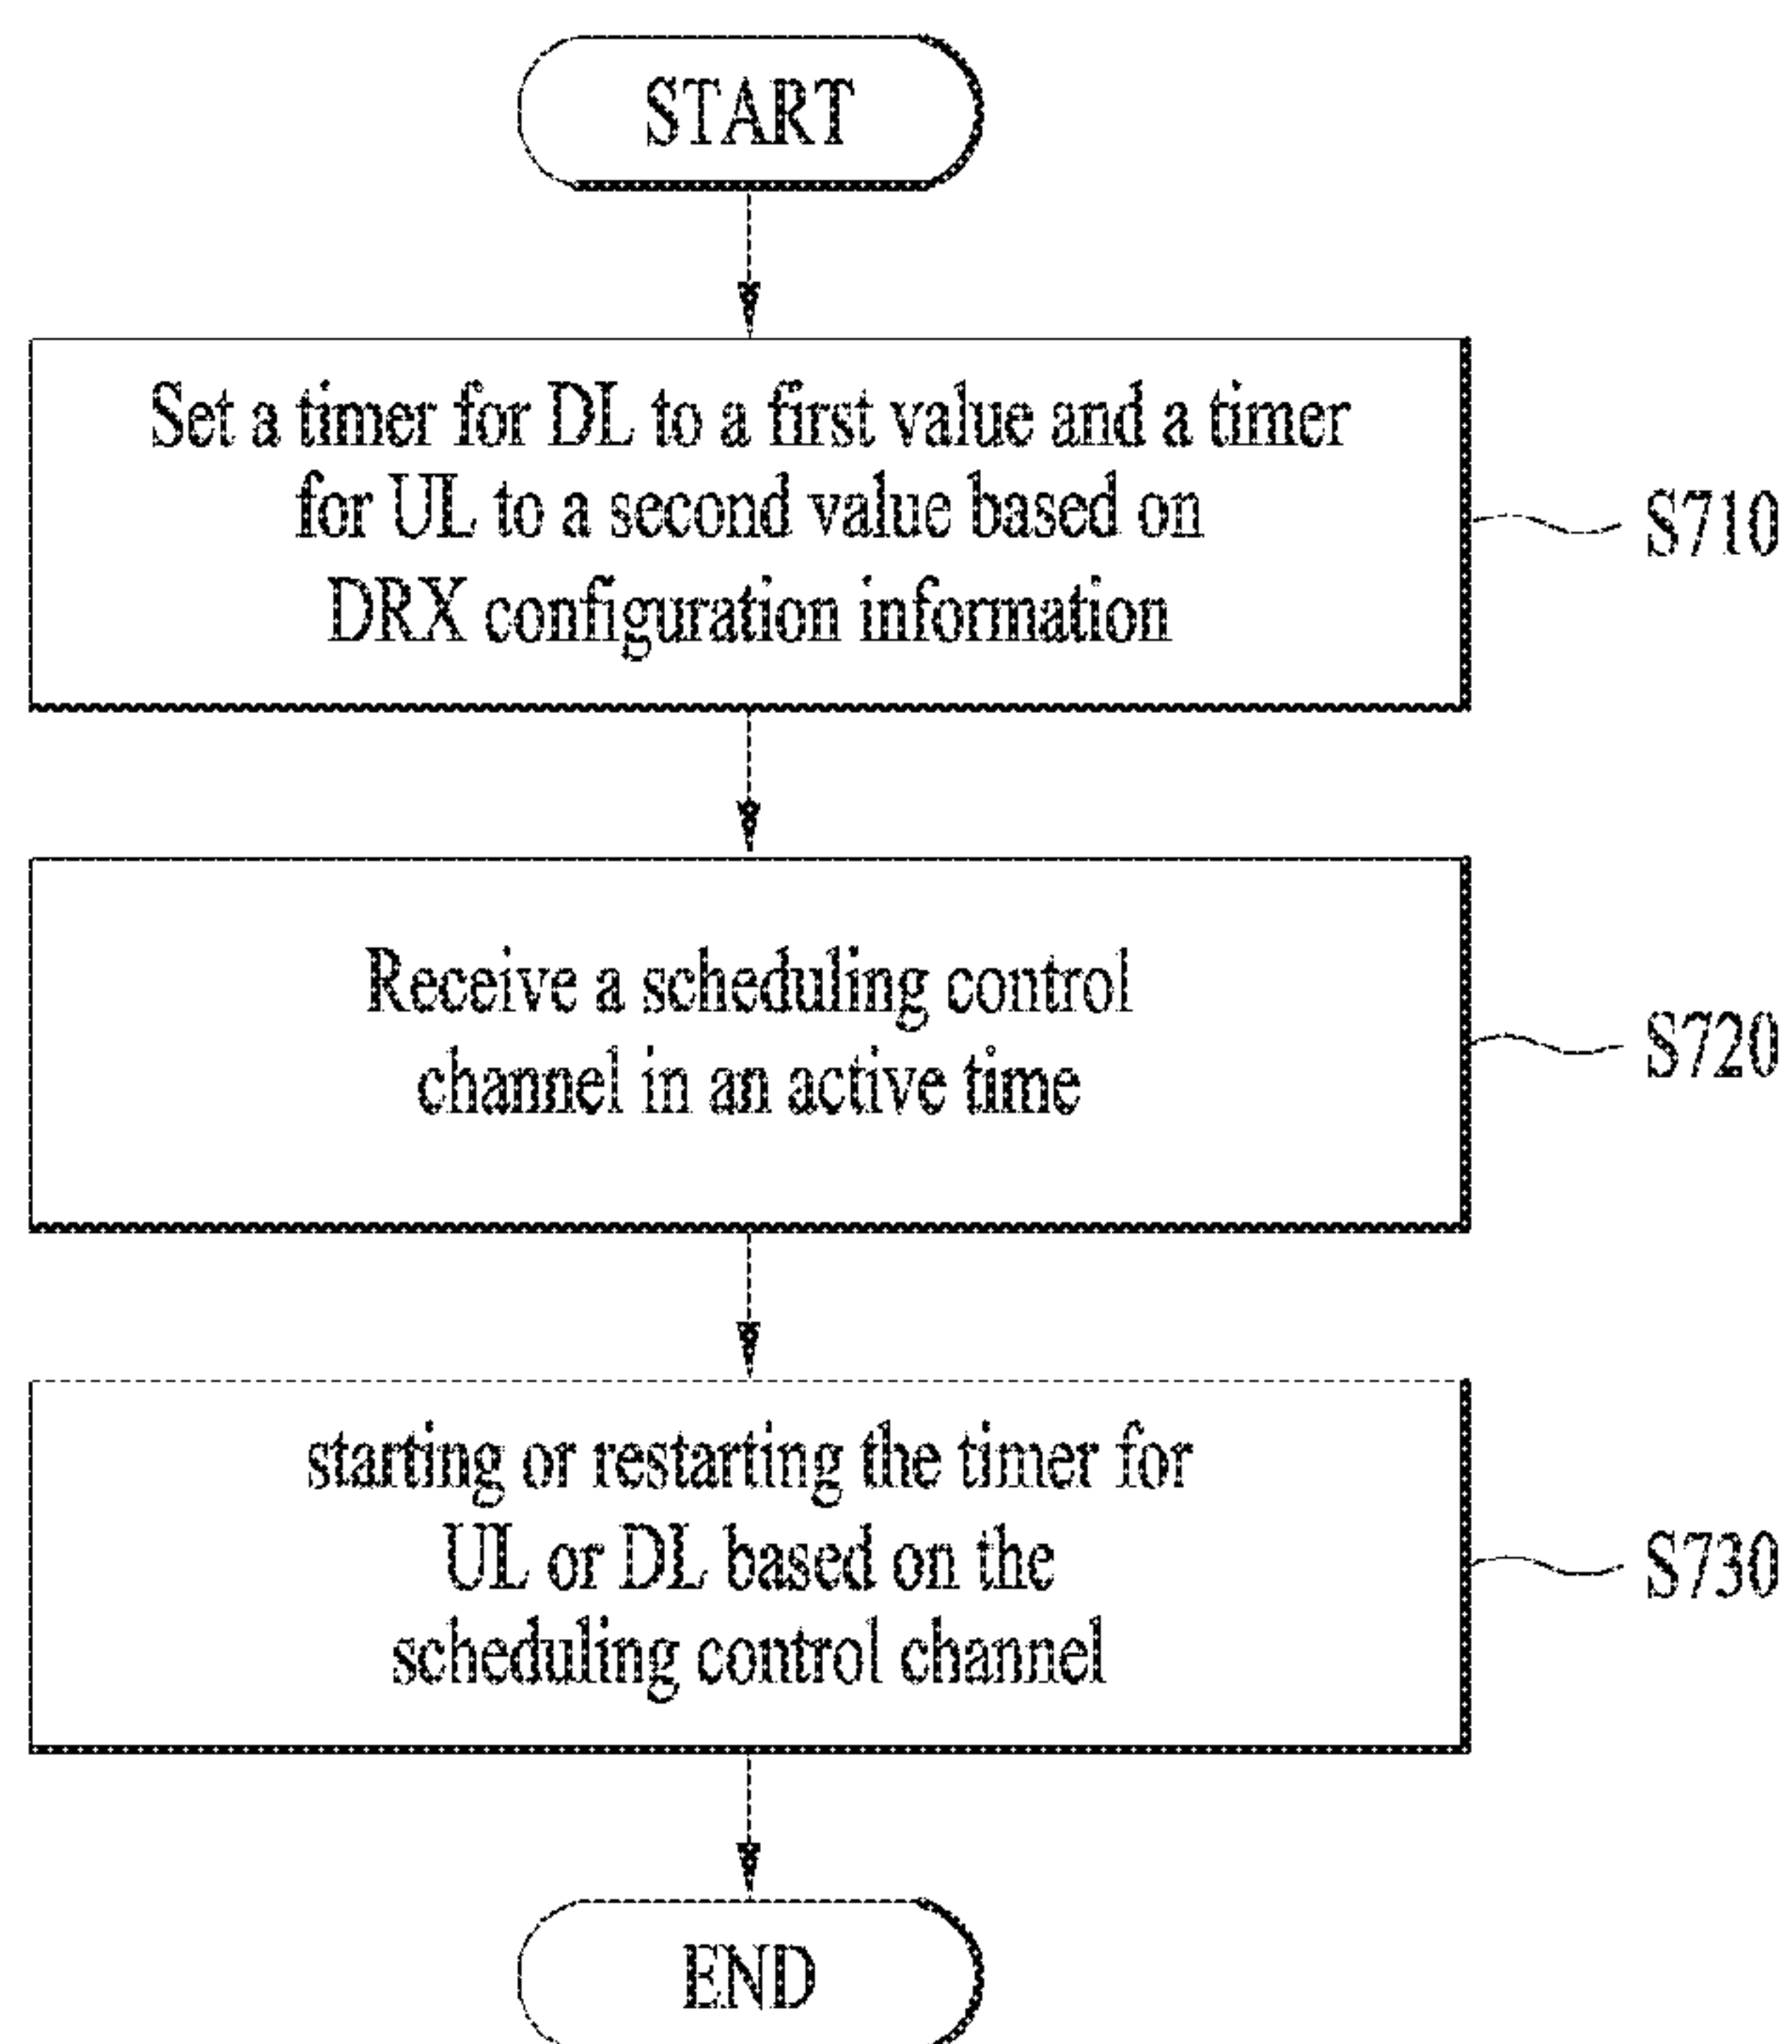 START
Set a timer for DL to a first value and a timer
for UL to a second value based on
DRX configuration information
S710
Receive a scheduling control
channel in an active time
S720
starting or restarting the timer for
UL or DL based on the
scheduling control channel
S730
END